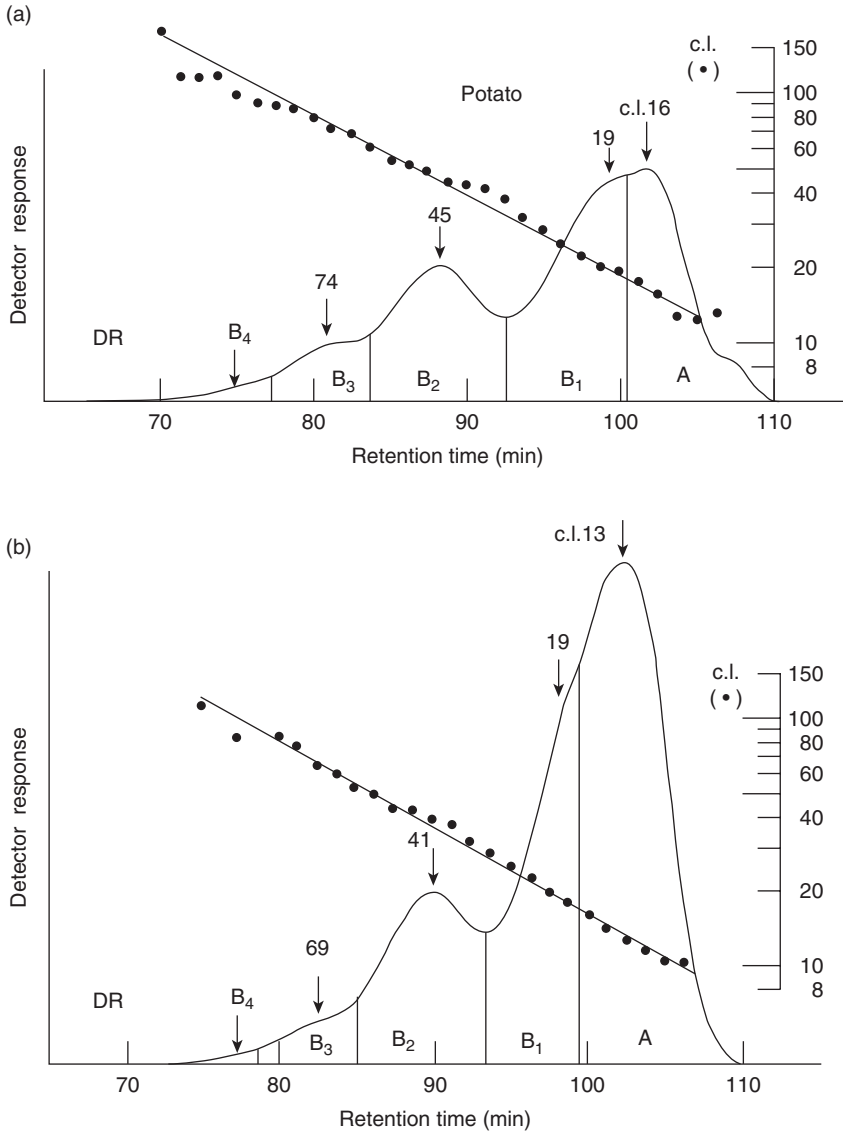 (a)
c.l.
(•)
150
100
80
60
40
20
10
8
Potato
c.l.16
19
45
74
B₄
DR
B₃
B₂
B₁
A
Detector response
70 80 90 100 110
Retention time (min)
(b)
c.l.13
19
c.l.
(•)
150
100
80
60
40
20
10
8
41
69
B₄
DR
B₃
B₂
B₁
A
Detector response
70 80 90 100 110
Retention time (min)